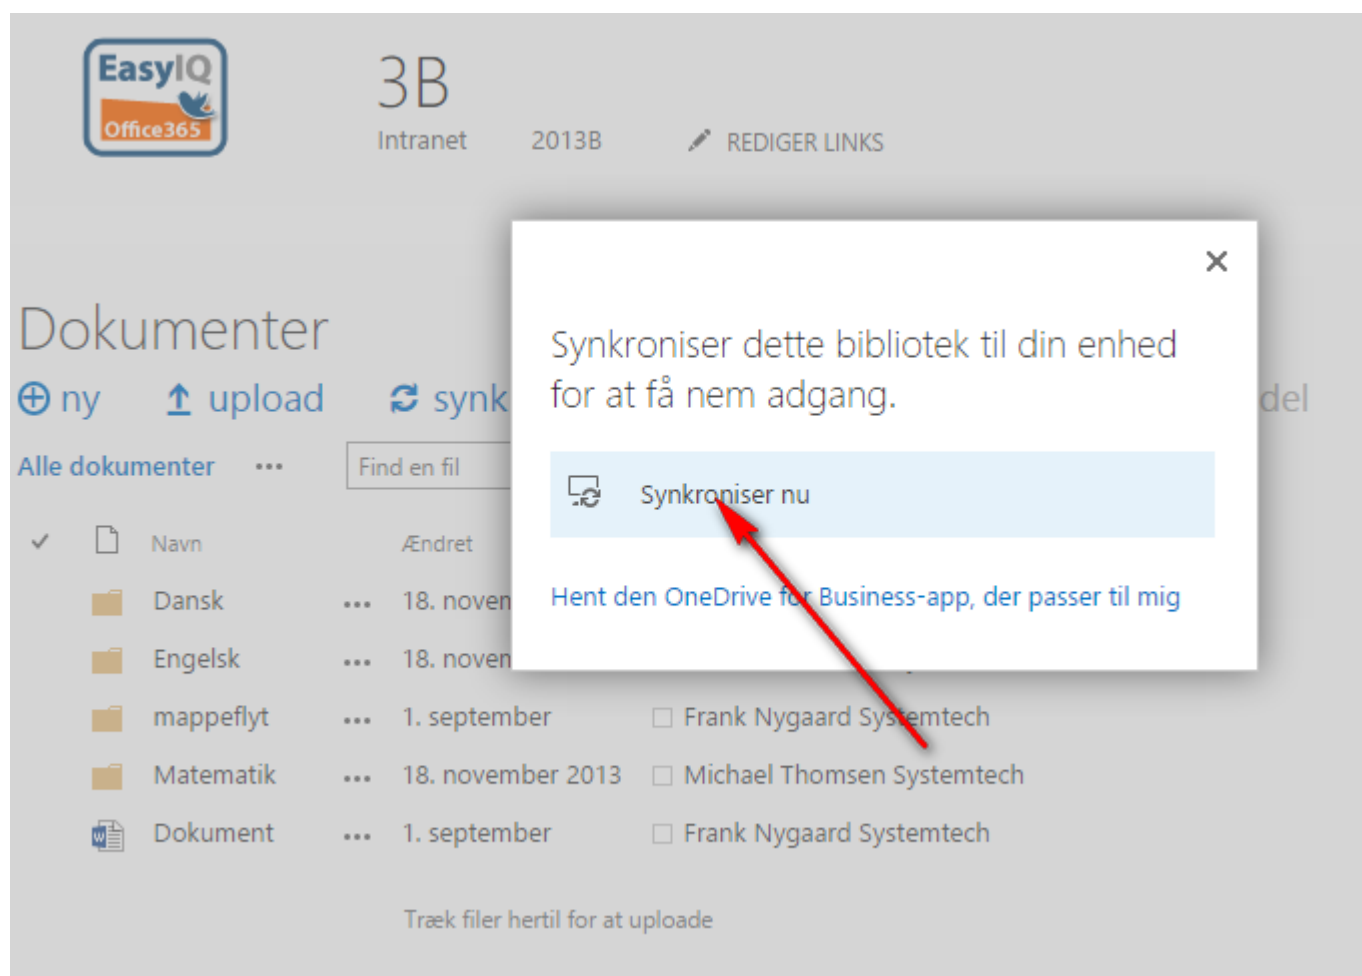 EasyIQ
Office365
3B
Intranet 2013B REDIGER LINKS
Dokumenter
ny upload synk del
Alle dokumenter ... Find en fil
Navn Ændret
Dansk ... 18. noven
Engelsk ... 18. noven
mappeflyt ... 1. september Frank Nygaard Systemtech
Matematik ... 18. november 2013 Michael Thomsen Systemtech
Dokument ... 1. september Frank Nygaard Systemtech
Træk filer hertil for at uploade
Synkroniser dette bibliotek til din enhed
for at få nem adgang.
Synkroniser nu
Hent den OneDrive for Business-app, der passer til mig